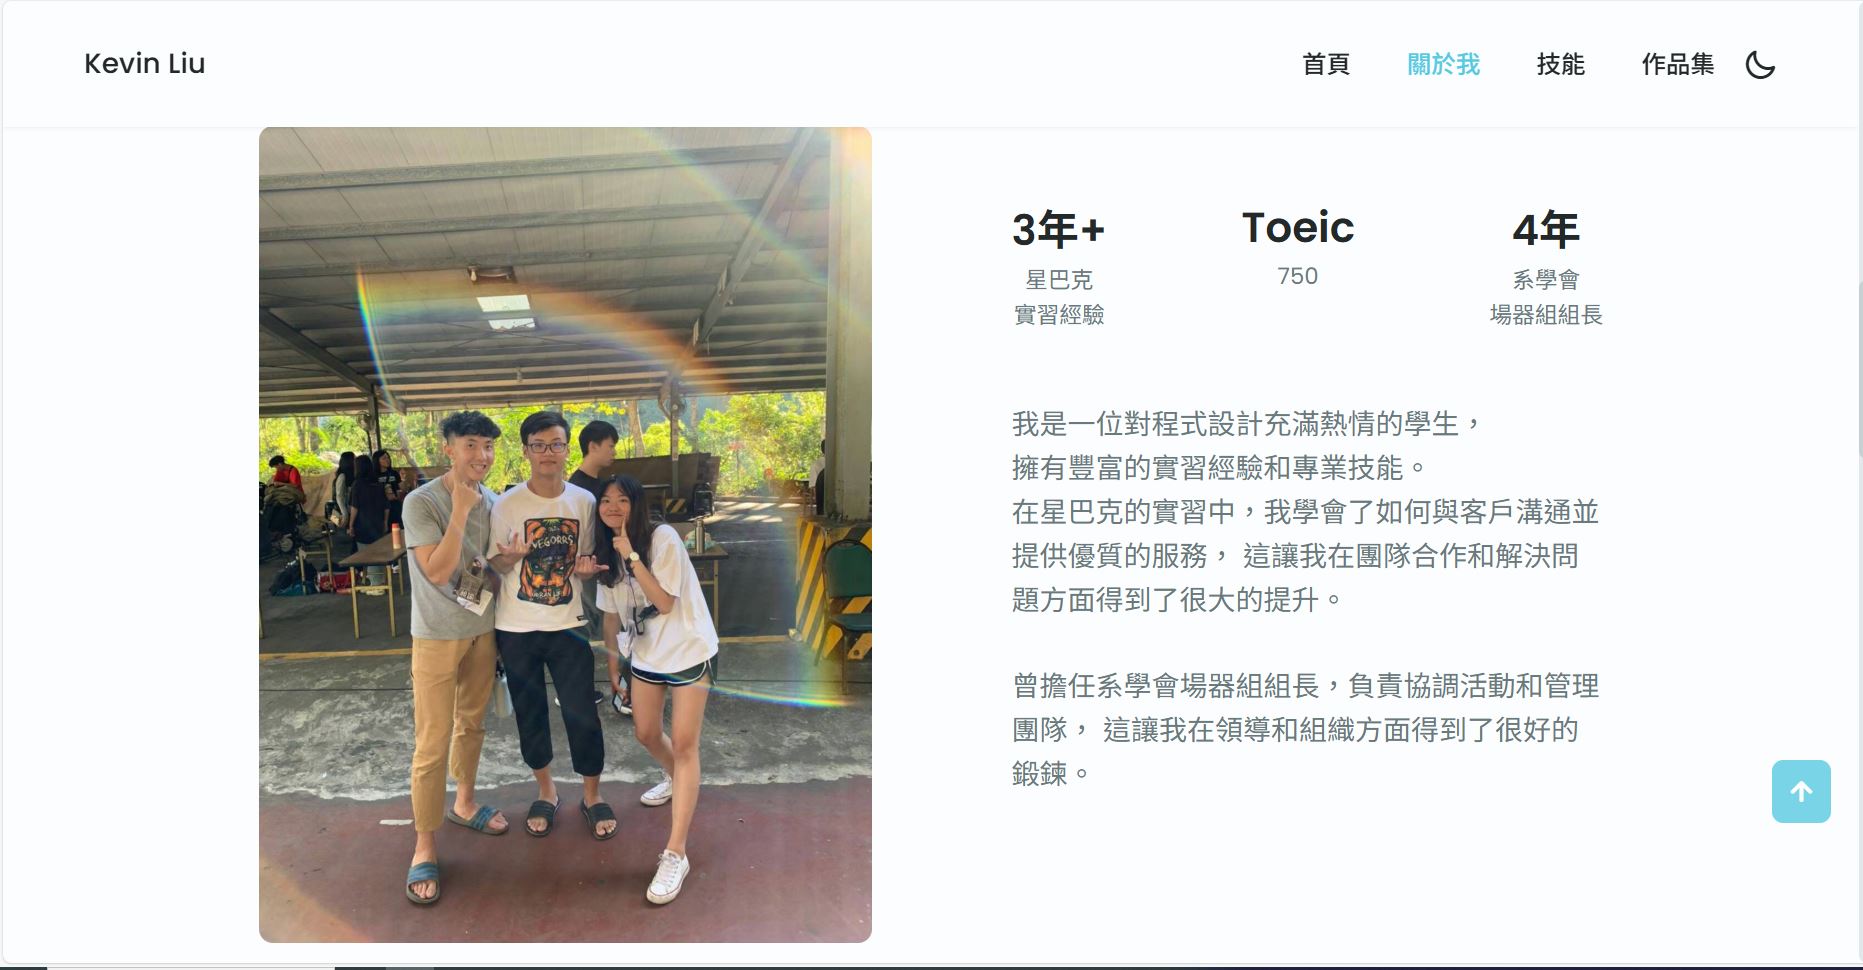 Kevin Liu
首頁
關於我
技能
作品集
3年+
星巴克
實習經驗
Toeic
750
4年
系學會
場器組組長
我是一位對程式設計充滿熱情的學生，
擁有豐富的實習經驗和專業技能。
在星巴克的實習中，我學會了如何與客戶溝通並
提供優質的服務， 這讓我在團隊合作和解決問
題方面得到了很大的提升。
曾擔任系學會場器組組長，負責協調活動和管理
團隊， 這讓我在領導和組織方面得到了很好的
鍛鍊。